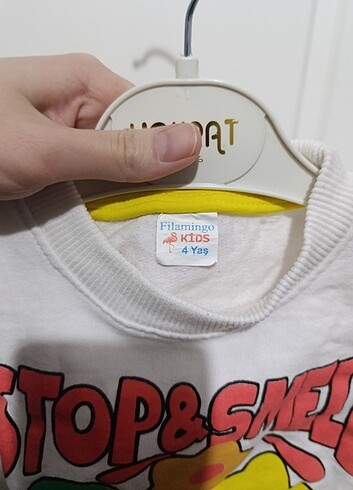 Filamingo
KIDS
4 Yaş
STOP & SMELL